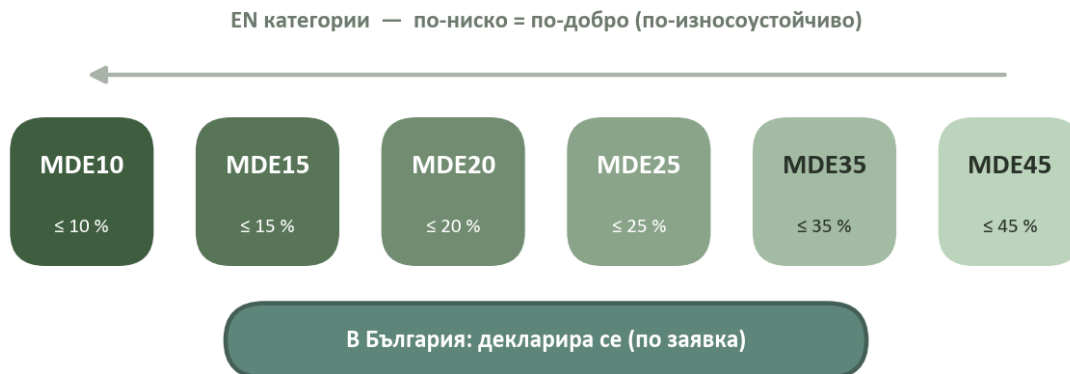 EN категории — по-ниско = по-добро (по-износоустойчиво)
MDE10 MDE15 MDE20 MDE25 MDE35 MDE45
≤ 10 % ≤ 15 % ≤ 20 % ≤ 25 % ≤ 35 % ≤ 45 %
В България: декларира се (по заявка)